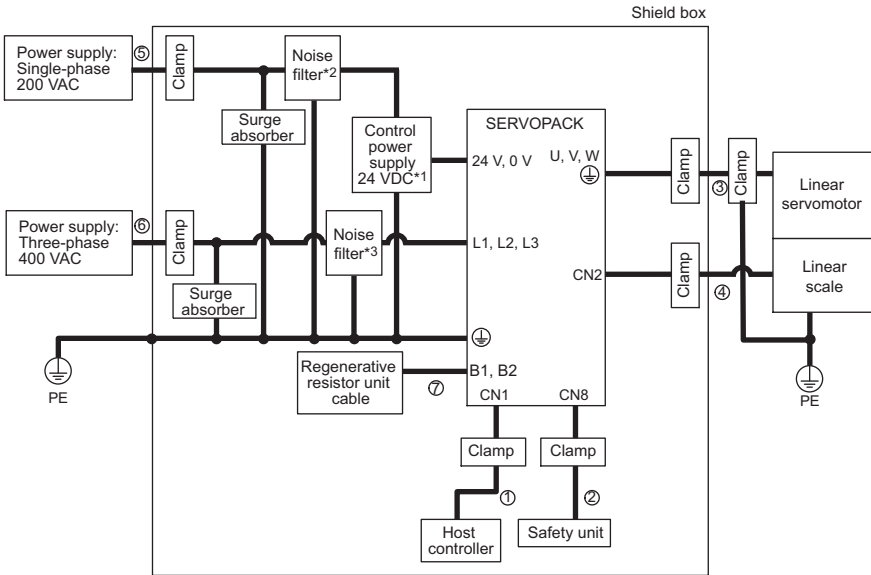 Shield box
Power supply:
Single-phase
200 VAC
⑤
Clamp
Noise
filter*2
Surge
absorber
Control
power
supply
24 VDC*1
SERVOPACK
24 V, 0 V
U, V, W
Clamp
③
Clamp
Linear
servomotor
Power supply:
Three-phase
400 VAC
⑥
Clamp
Noise
filter*3
L1, L2, L3
CN2
Clamp
④
Linear
scale
Surge
absorber
PE
Regenerative
resistor unit
cable
⑦
B1, B2
CN1
CN8
PE
Clamp
Clamp
①
②
Host
controller
Safety unit